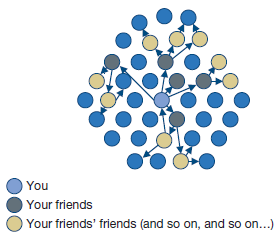 You
Your friends
Your friends’ friends (and so on, and so on…)